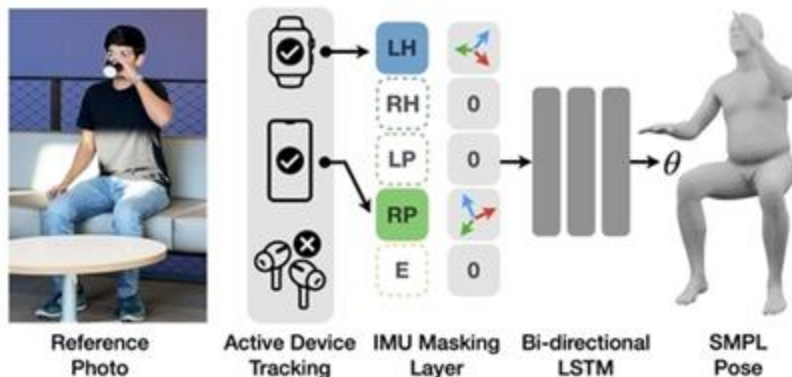 LH
RH
0
LP
0
θ
RP
E
0
Reference
Photo
Active Device
Tracking
IMU Masking
Layer
Bi-directional
LSTM
SMPL
Pose